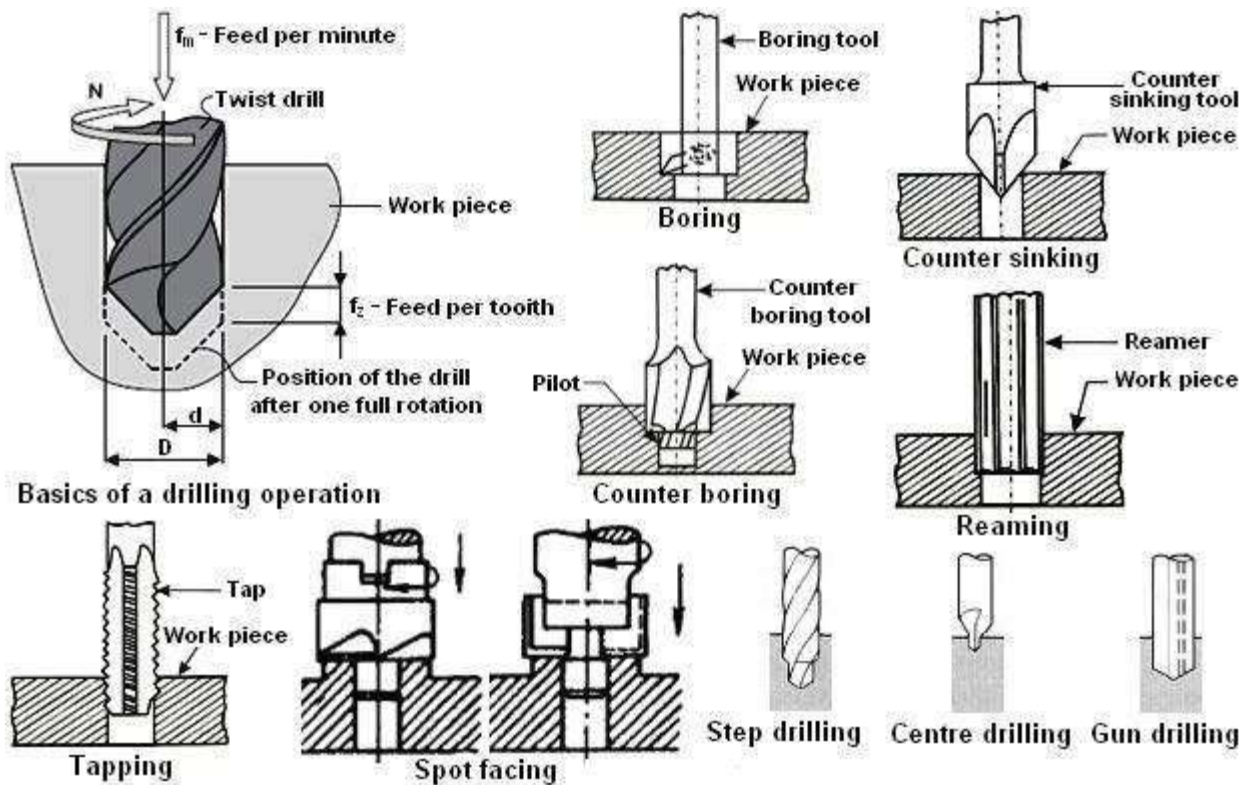 fm - Feed per minute
N
Twist drill
Work piece
fz - Feed per tooith
Position of the drill
after one full rotation
d
D
Basics of a drilling operation
Boring tool
Work piece
Boring
Counter
sinking tool
Work piece
Counter sinking
Counter
boring tool
Work piece
Pilot
Counter boring
Reamer
Work piece
Reaming
Tap
Work piece
Tapping
Spot facing
Step drilling
Centre drilling
Gun drilling